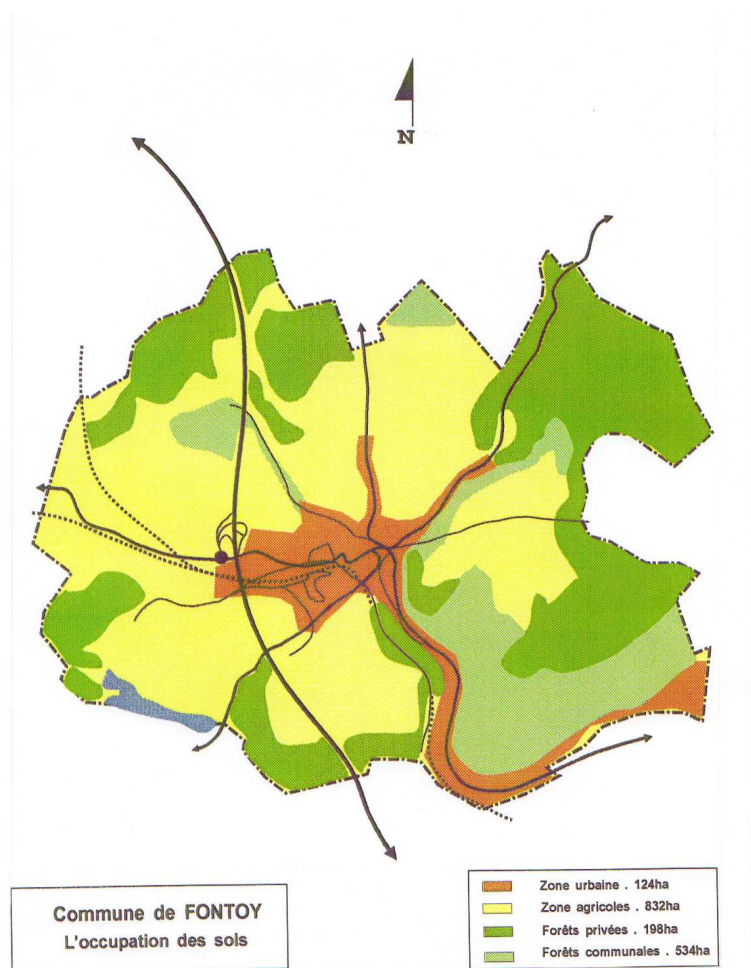 N
Commune de FONTOY
L'occupation des sols
Zone urbaine . 124ha
Zone agricoles . 832ha
Forêts privées . 198ha
Forêts communales . 534ha